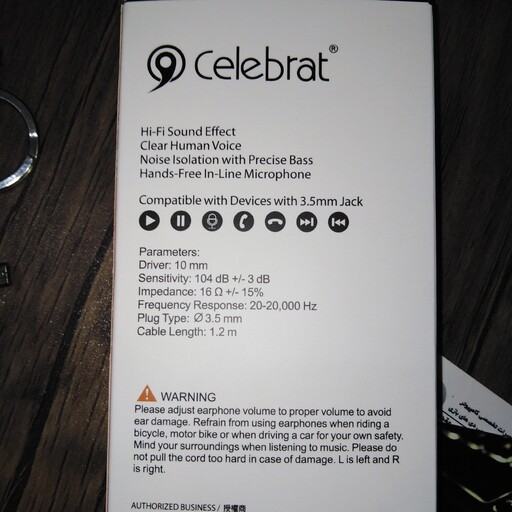 Celebrat®
Hi-Fi Sound Effect
Clear Human Voice
Noise Isolation with Precise Bass
Hands-Free In-Line Microphone
Compatible with Devices with 3.5mm Jack
Parameters:
Driver: 10 mm
Sensitivity: 104 dB +/- 3 dB
Impedance: 16 Ω +/- 15%
Frequency Response: 20-20,000 Hz
Plug Type: Ø 3.5 mm
Cable Length: 1.2 m
WARNING
Please adjust earphone volume to proper volume to avoid
ear damage. Refrain from using earphones when riding a
bicycle, motor bike or when driving a car for your own safety.
Mind your surroundings when listening to music. Please do
not pull the cord too hard in case of damage. L is left and R
is right.
AUTHORIZED BUSINESS / 授權商